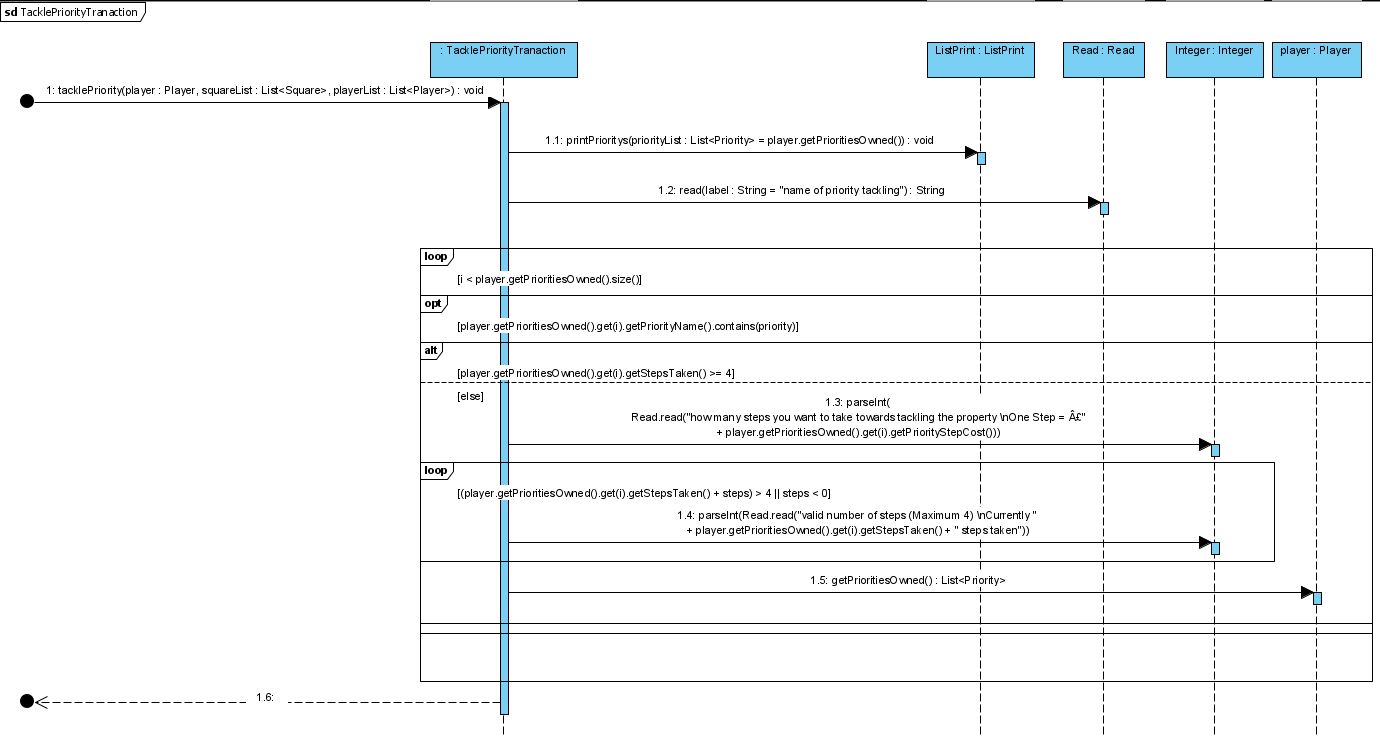 sd TacklePriorityTranaction
: TacklePriorityTranaction
ListPrint : ListPrint
Read : Read
Integer : Integer
player : Player
1: tacklePriority(player : Player, squareList : List<Square>, playerList : List<Player>) : void
1.1: printPrioritys(priorityList : List<Priority> = player.getPrioritiesOwned()) : void
1.2: read(label : String = "name of priority tackling") : String
loop
[i < player.getPrioritiesOwned().size()]
opt
[player.getPrioritiesOwned().get(i).getPriorityName().contains(priority)]
alt
[player.getPrioritiesOwned().get(i).getStepsTaken() >= 4]
[else]
1.3: parseInt(
Read.read("how many steps you want to take towards tackling the property \nOne Step = Â£"
+ player.getPrioritiesOwned().get(i).getPriorityStepCost()))
loop
[(player.getPrioritiesOwned().get(i).getStepsTaken() + steps) > 4 || steps < 0]
1.4: parseInt(Read.read("valid number of steps (Maximum 4) \nCurrently "
+ player.getPrioritiesOwned().get(i).getStepsTaken() + " steps taken"))
1.5: getPrioritiesOwned() : List<Priority>
1.6: